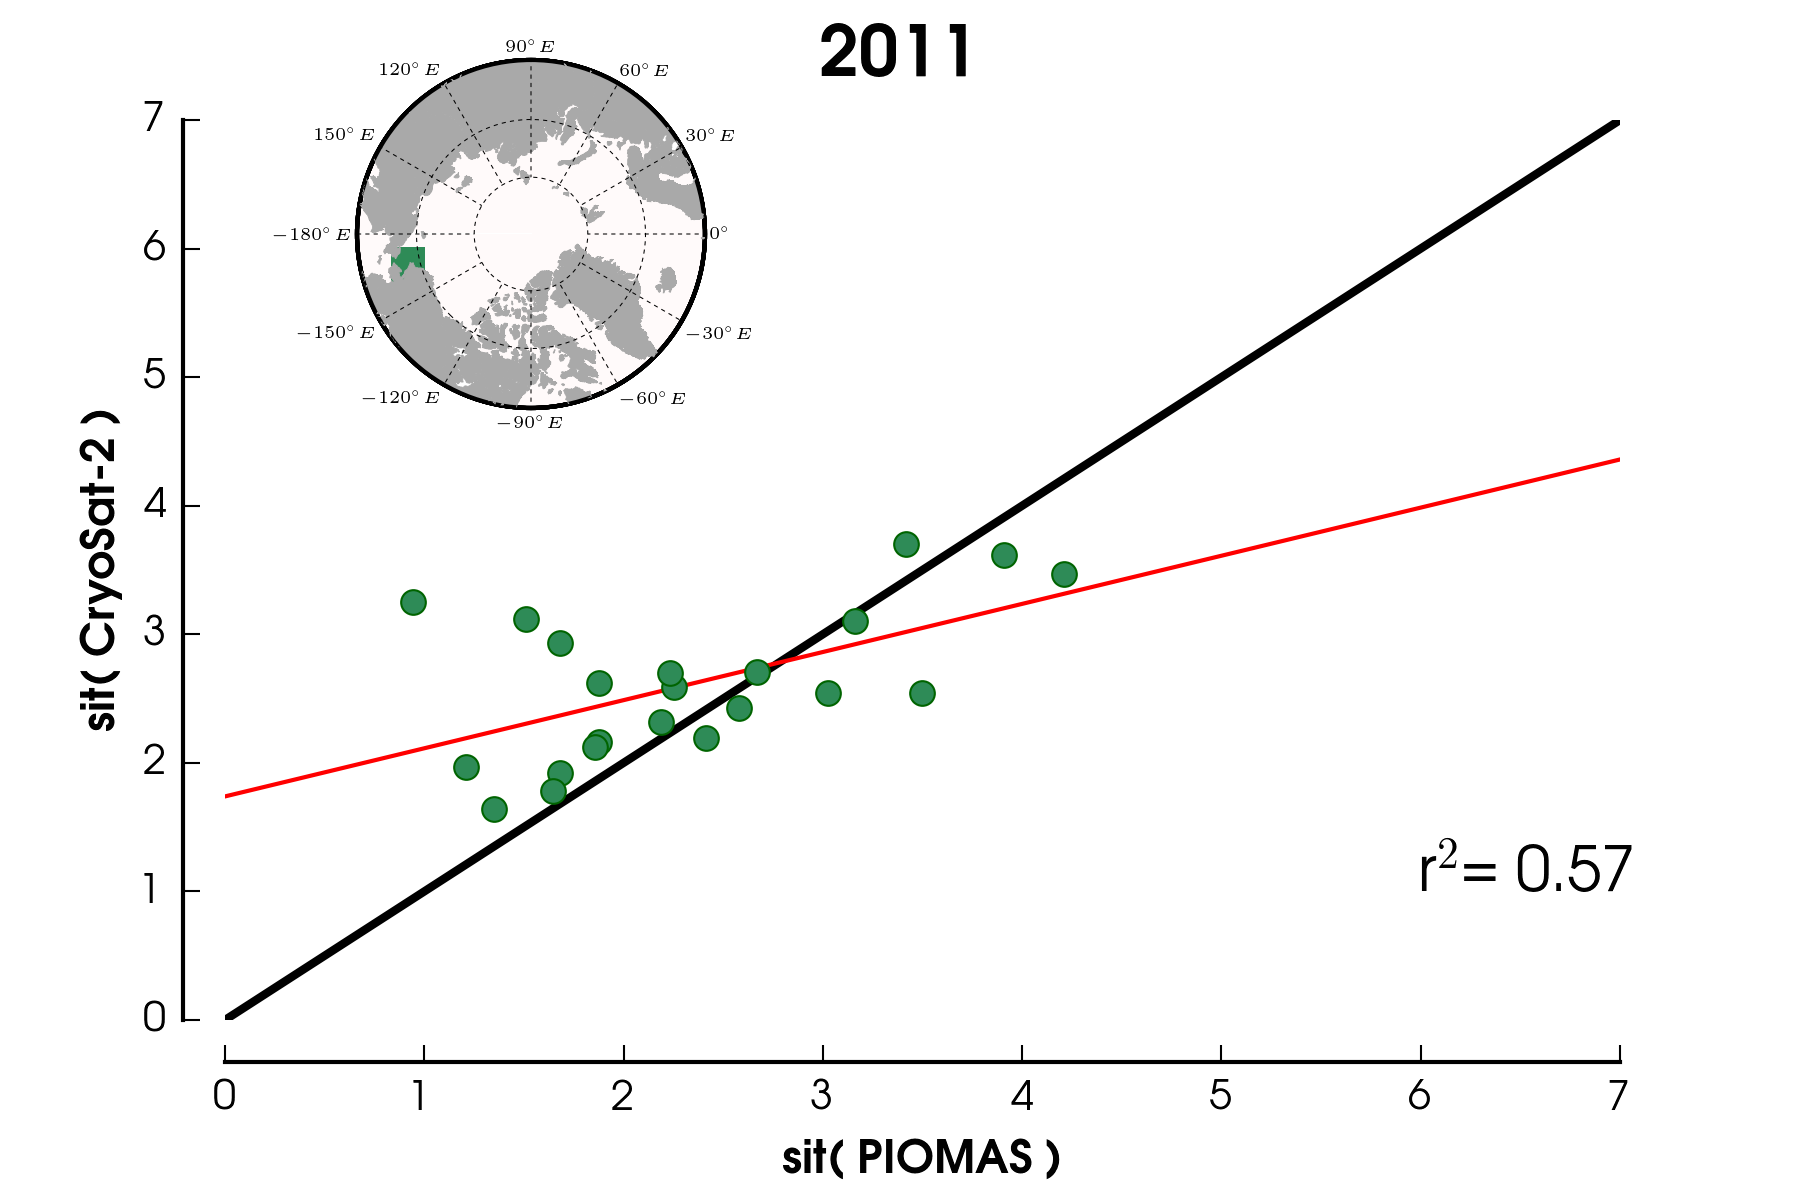 2011
90° E
120° E
60° E
150° E
30° E
−180° E
0°
−150° E
−30° E
−120° E
−60° E
−90° E
7
6
5
4
3
2
1
0
sit( CryoSat-2 )
r²= 0.57
0 1 2 3 4 5 6 7
sit( PIOMAS )